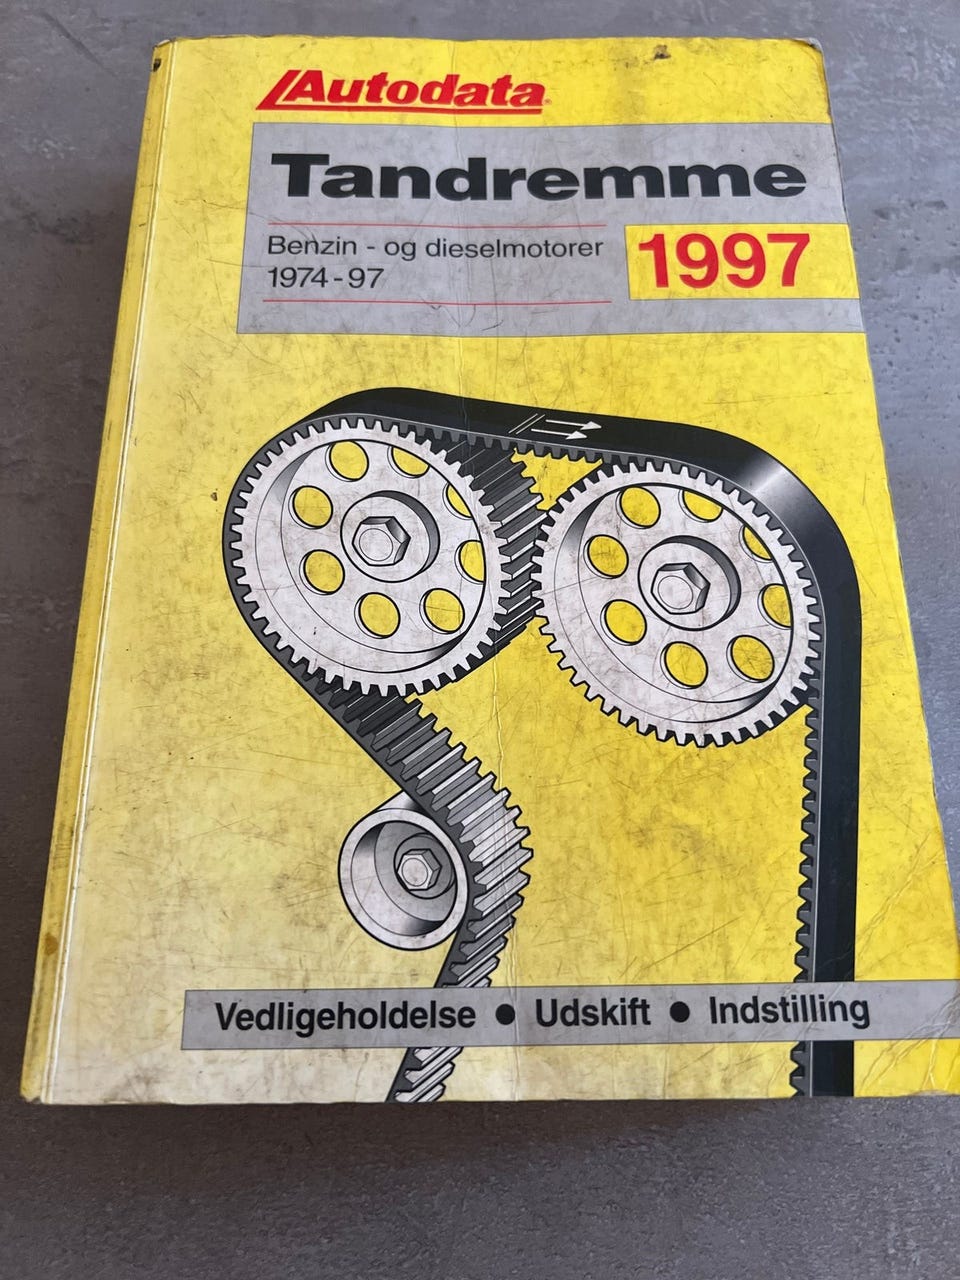 Autodata
Tandremme
Benzin - og dieselmotorer
1974-97
1997
Vedligeholdelse ● Udskift ● Indstilling